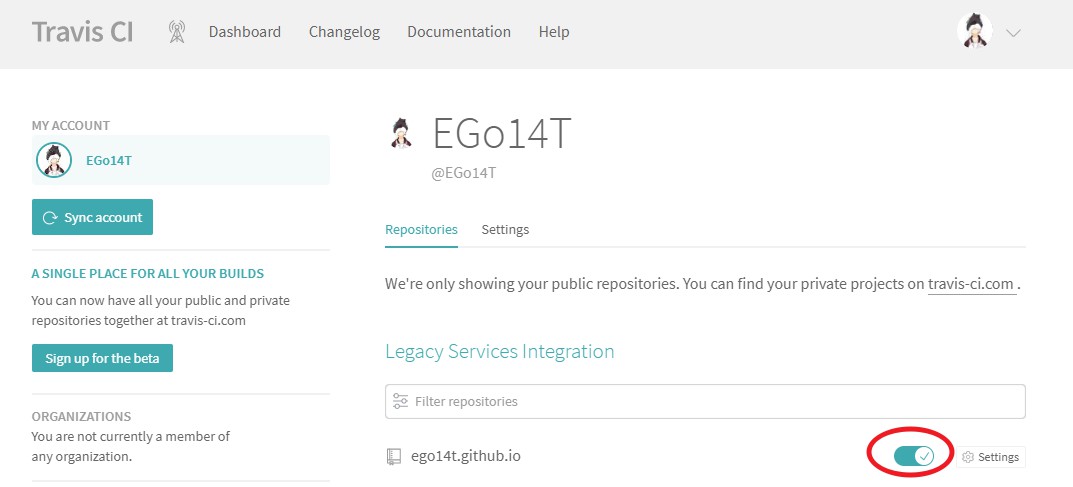 Travis CI
Dashboard Changelog Documentation Help
MY ACCOUNT
EGo14T
Sync account
A SINGLE PLACE FOR ALL YOUR BUILDS
You can now have all your public and private
repositories together at travis-ci.com
Sign up for the beta
ORGANIZATIONS
You are not currently a member of
any organization.
EGo14T
@EGo14T
Repositories Settings
We're only showing your public repositories. You can find your private projects on travis-ci.com .
Legacy Services Integration
Filter repositories
ego14t.github.io
Settings